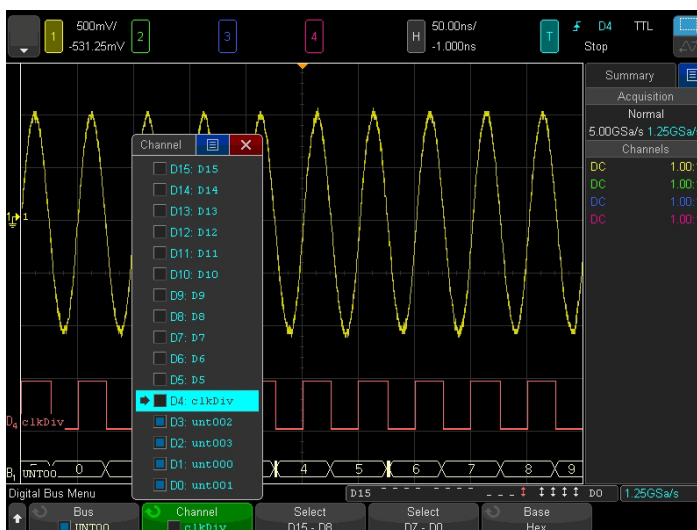 1 500mV/ -531.25mV 2 3 4 H 50.00ns/ -1.000ns T D4 TTL Stop
Summary
Acquisition
Normal
5.00GSa/s 1.25GSa/s
Channels
DC 1.00:
DC 1.00:
DC 1.00:
DC 1.00:
Channel
D15: D15
D14: D14
D13: D13
D12: D12
D11: D11
D10: D10
D9: D9
D8: D8
D7: D7
D6: D6
D5: D5
D4: clkDiv
D3: unt002
D2: unt003
D1: unt000
D0: unt001
1
D4 clkDiv
B1 UNT00 0 4 5 6 7 8 9
Digital Bus Menu D15 D0 1.25GSa/s
Bus Channel Select Select Base
UNT00 clkDiv D15 - D8 D7 - D0 Hex